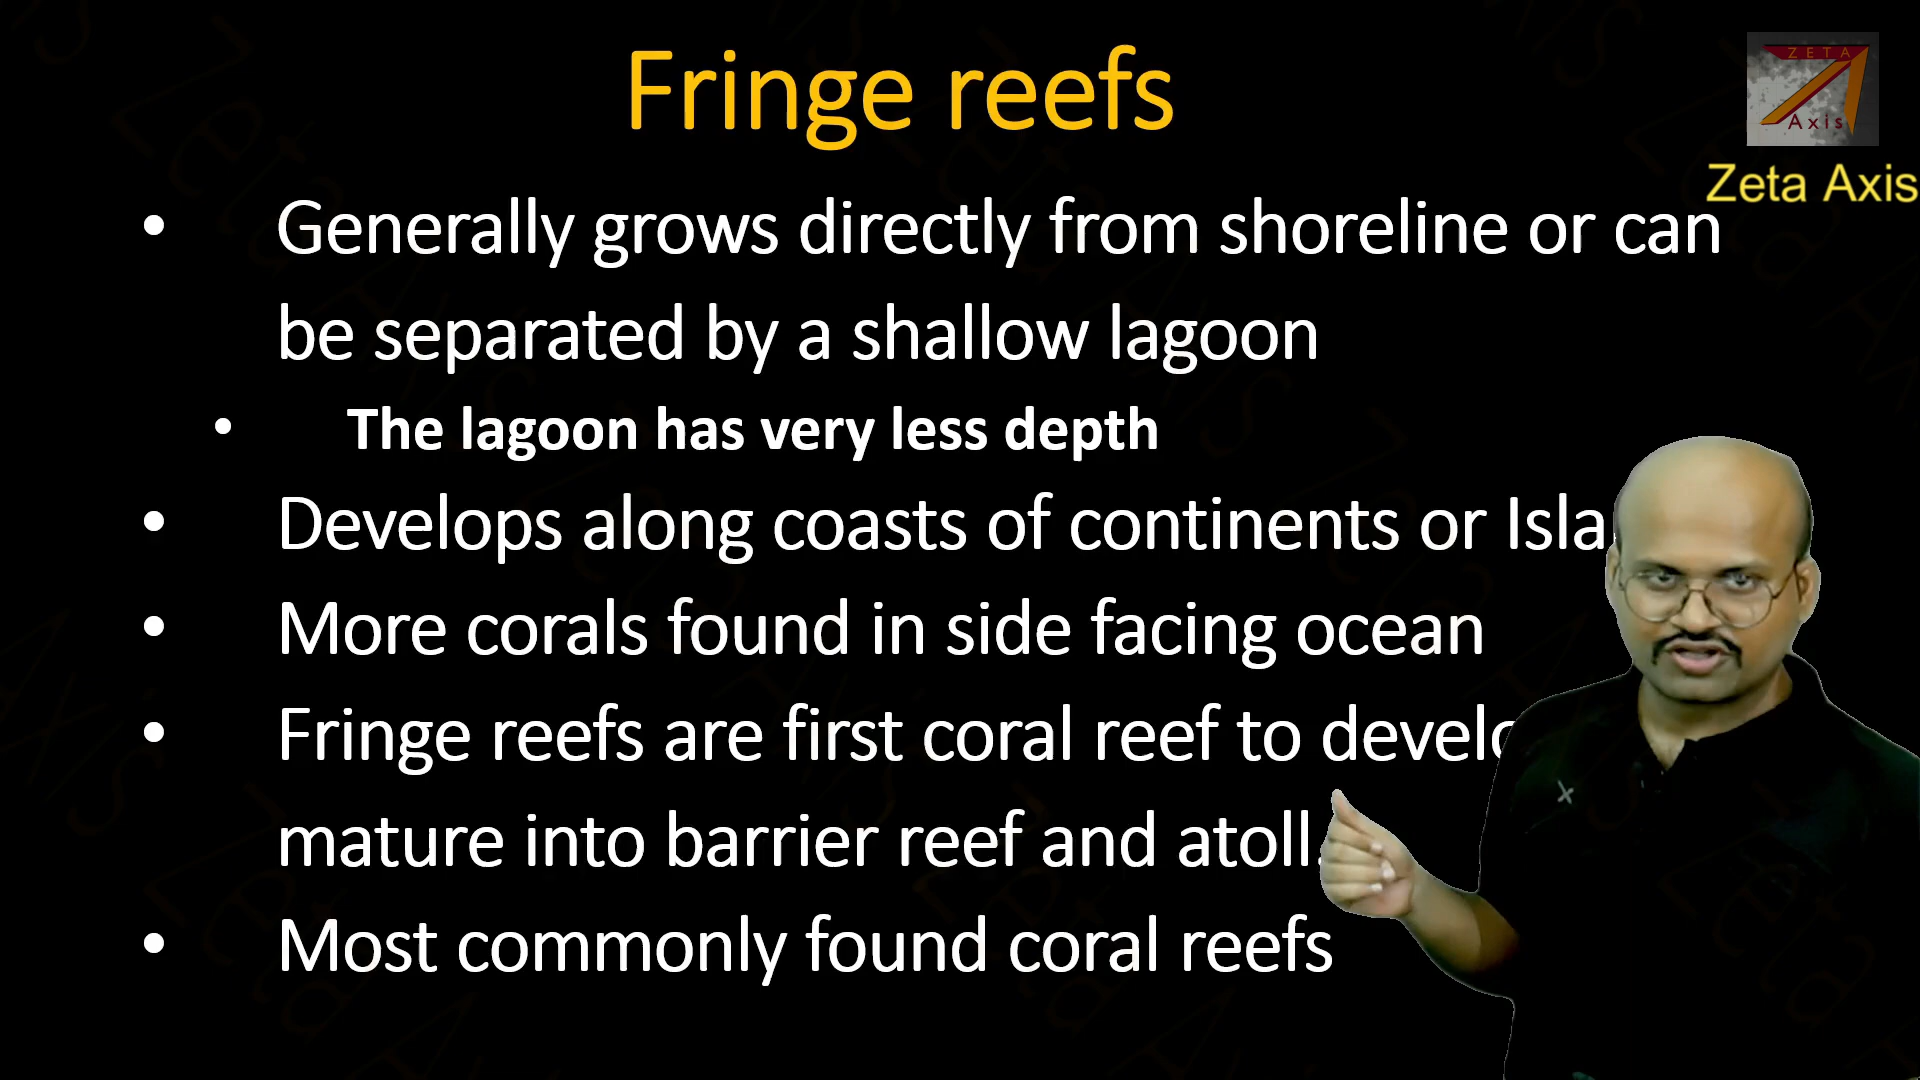 Fringe reefs
ZETA
Axis
Zeta Axis
• Generally grows directly from shoreline or can
be separated by a shallow lagoon
• The lagoon has very less depth
• Develops along coasts of continents or
• More corals found in side facing ocean
• Fringe reefs are first coral reef to
mature into barrier reef and atoll.
• Most commonly found coral reefs